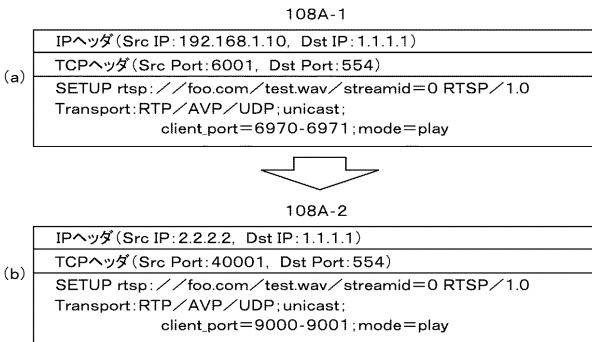 108A-1
(a)
IPヘッダ(Src IP:192.168.1.10, Dst IP:1.1.1.1)
TCPヘッダ(Src Port:6001, Dst Port:554)
SETUP rtsp:／／foo.com／test.wav／streamid=0 RTSP／1.0
Transport:RTP／AVP／UDP;unicast;
client_port=6970-6971;mode=play
108A-2
(b)
IPヘッダ(Src IP:2.2.2.2, Dst IP:1.1.1.1)
TCPヘッダ(Src Port:40001, Dst Port:554)
SETUP rtsp:／／foo.com／test.wav／streamid=0 RTSP／1.0
Transport:RTP／AVP／UDP;unicast;
client_port=9000-9001;mode=play